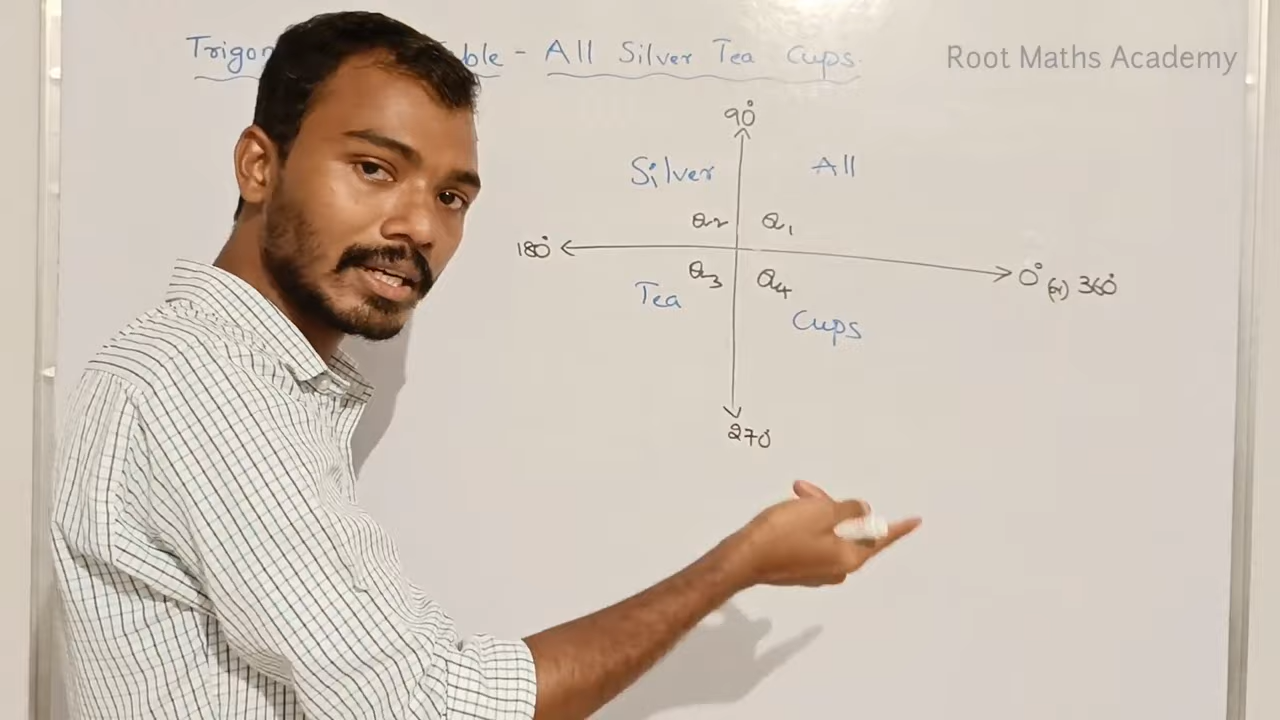 Trigon ble - All Silver Tea Cups.
Root Maths Academy
90°
Silver All
Q2 Q1
180° 0° (or) 360°
Q3 Q4
Tea Cups
270°